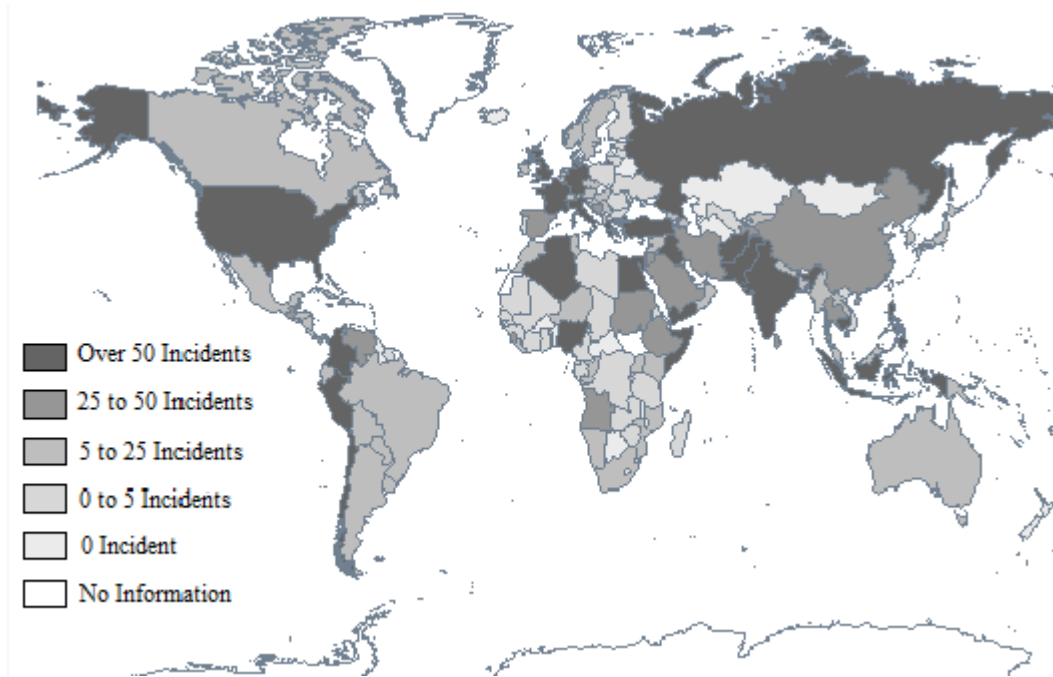 Over 50 Incidents
25 to 50 Incidents
5 to 25 Incidents
0 to 5 Incidents
0 Incident
No Information